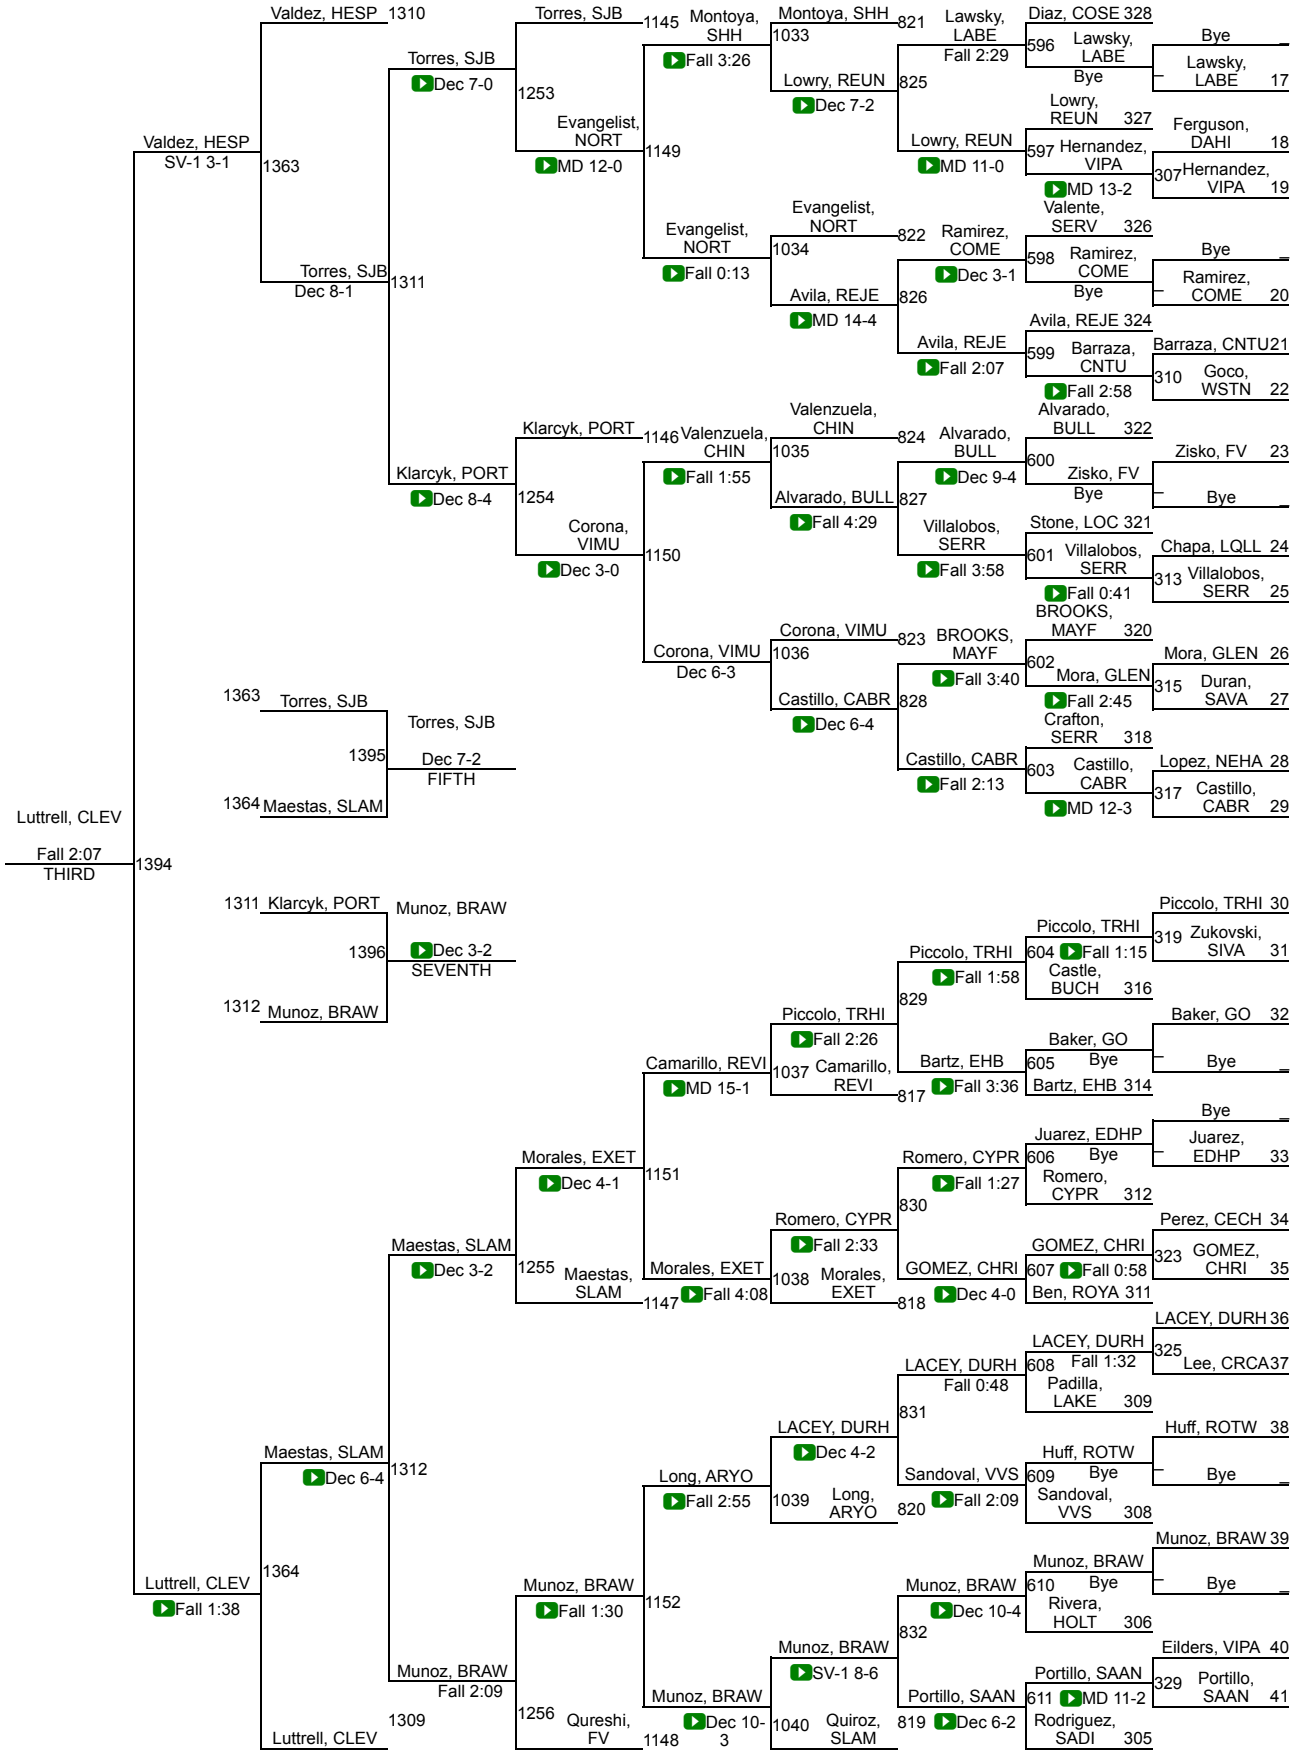 Valdez, HESP 1310
Torres, SJB
1145
Montoya,
SHH
Montoya, SHH
821
Lawsky,
LABE
Diaz, COSE 328
1033
Fall 3:26
Fall 2:29
596
Lawsky,
LABE
Bye
Bye
_
Lawsky,
LABE
17
Torres, SJB
Dec 7-0
Lowry, REUN
825
Dec 7-2
1253
Lowry,
REUN
327
Ferguson,
DAHI
18
Evangelist,
NORT
MD 12-0
1149
Lowry, REUN
MD 11-0
597
Hernandez,
VIPA
MD 13-2
307
Hernandez,
VIPA
19
Valdez, HESP
SV-1 3-1
1363
Evangelist,
NORT
Fall 0:13
Evangelist,
NORT
822
Ramirez,
COME
Dec 3-1
Valente,
SERV
326
1034
598
Ramirez,
COME
Bye
Bye
_
Ramirez,
COME
20
Torres, SJB
Dec 8-1
1311
Avila, REJE
826
MD 14-4
Avila, REJE
Fall 2:07
Avila, REJE 324
599
Barraza,
CNTU
Fall 2:58
Barraza, CNTU 21
310
Goco,
WSTN
22
Klarcyk, PORT
1146
Valenzuela,
CHIN
Fall 1:55
Valenzuela,
CHIN
824
1035
Alvarado,
BULL
Dec 9-4
Alvarado,
BULL
322
600
Zisko, FV
Bye
Zisko, FV 23
_
Bye
_
Klarcyk, PORT
Dec 8-4
1254
Alvarado, BULL
827
Fall 4:29
Corona,
VIMU
Dec 3-0
1150
Villalobos,
SERR
Fall 3:58
Stone, LOC 321
601
Villalobos,
SERR
Fall 0:41
Chapa, LQLL 24
313
Villalobos,
SERR
25
Corona, VIMU
Dec 6-3
Corona, VIMU
823
1036
BROOKS,
MAYF
Fall 3:40
BROOKS,
MAYF
320
602
Mora, GLEN
Fall 2:45
Mora, GLEN 26
315
Duran,
SAVA
27
Castillo, CABR
828
Dec 6-4
Castillo, CABR
Fall 2:13
Crafton,
SERR
318
603
Castillo,
CABR
MD 12-3
Lopez, NEHA 28
317
Castillo,
CABR
29
1363
Torres, SJB
Torres, SJB
1395
Dec 7-2
FIFTH
1364
Maestas, SLAM
Luttrell, CLEV
Fall 2:07
THIRD
1394
1311
Klarcyk, PORT
Munoz, BRAW
1396
Dec 3-2
SEVENTH
1312
Munoz, BRAW
Piccolo, TRHI 30
319
Zukovski,
SIVA
31
Piccolo, TRHI
604
Fall 1:15
Castle,
BUCH
316
Piccolo, TRHI
Fall 1:58
829
Baker, GO 32
_
Bye
_
Baker, GO
605
Bye
Bartz, EHB 314
Piccolo, TRHI
Fall 2:26
Bartz, EHB
Fall 3:36
Camarillo, REVI
MD 15-1
1037
Camarillo,
REVI
817
Bye
_
Juarez,
EDHP
33
Juarez, EDHP
606
Bye
Romero,
CYPR
312
Morales, EXET
Dec 4-1
1151
Romero, CYPR
Fall 1:27
830
Romero, CYPR
Fall 2:33
Perez, CECH 34
323
GOMEZ,
CHRI
35
GOMEZ, CHRI
607
Fall 0:58
Ben, ROYA 311
Maestas, SLAM
Dec 3-2
1255
Maestas,
SLAM
1147
Morales, EXET
Fall 4:08
1038
Morales,
EXET
818
GOMEZ, CHRI
Dec 4-0
LACEY, DURH 36
325
Lee, CRCA 37
LACEY, DURH
608
Fall 1:32
Padilla,
LAKE
309
LACEY, DURH
Fall 0:48
831
LACEY, DURH
Dec 4-2
Huff, ROTW 38
_
Bye
_
Huff, ROTW
609
Bye
Sandoval,
VVS
308
Maestas, SLAM
Dec 6-4
1312
Long, ARYO
Fall 2:55
1039
Long,
ARYO
820
Sandoval, VVS
Fall 2:09
Munoz, BRAW 39
_
Bye
_
Munoz, BRAW
610
Bye
Rivera,
HOLT
306
Luttrell, CLEV
Fall 1:38
1364
Munoz, BRAW
Fall 1:30
1152
Munoz, BRAW
Dec 10-4
832
Munoz, BRAW
SV-1 8-6
Eilders, VIPA 40
329
Portillo,
SAAN
41
Portillo, SAAN
611
MD 11-2
Rodriguez,
SADI
305
Munoz, BRAW
Fall 2:09
1256
Qureshi,
FV
1148
Munoz, BRAW
Dec 10-
3
1040
Quiroz,
SLAM
819
Portillo, SAAN
Dec 6-2
Luttrell, CLEV
1309